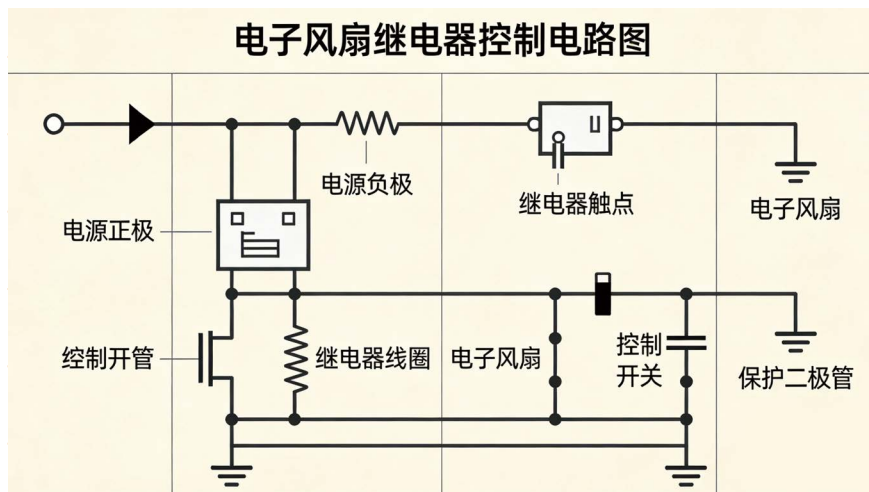 电子风扇继电器控制电路图
电源负极
继电器触点
电子风扇
电源正极
控制开管
继电器线圈
电子风扇
控制
开关
保护二极管